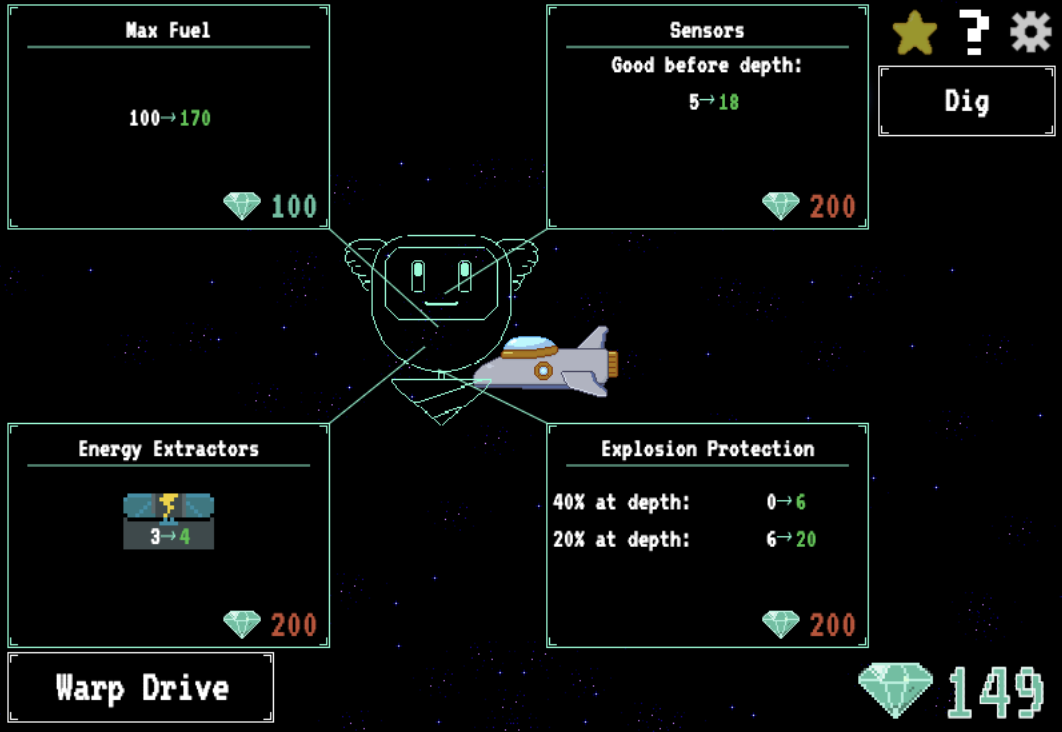 Max Fuel
100→170
100
Sensors
Good before depth:
5→18
200
?
Dig
Energy Extractors
3→4
200
Explosion Protection
40% at depth: 0→6
20% at depth: 6→20
200
Warp Drive
149